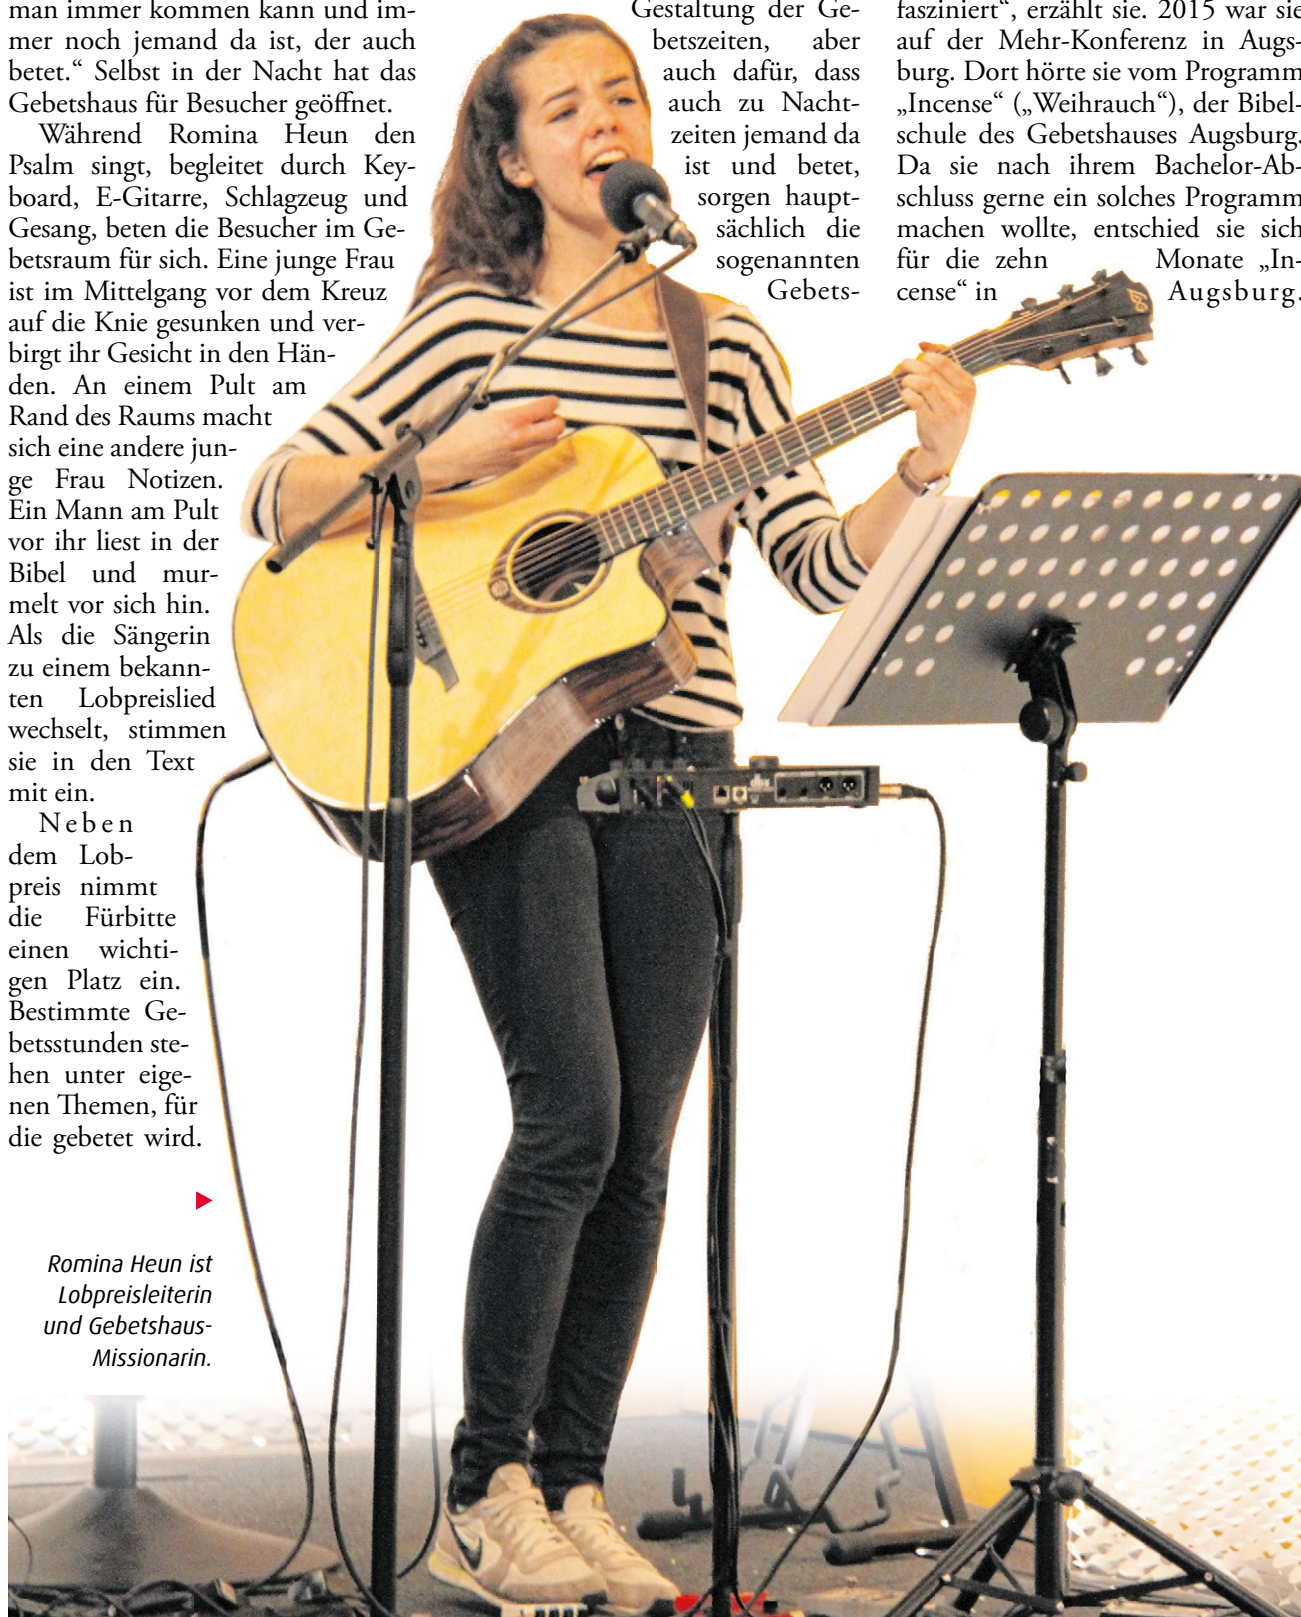 man immer kommen kann und im-
mer noch jemand da ist, der auch
betet.“ Selbst in der Nacht hat das
Gebetshaus für Besucher geöffnet.
Während Romina Heun den
Psalm singt, begleitet durch Key-
board, E-Gitarre, Schlagzeug und
Gesang, beten die Besucher im Ge-
betsraum für sich. Eine junge Frau
ist im Mittelgang vor dem Kreuz
auf die Knie gesunken und ver-
birgt ihr Gesicht in den Hän-
den. An einem Pult am
Rand des Raums macht
sich eine andere jun-
ge Frau Notizen.
Ein Mann am Pult
vor ihr liest in der
Bibel und mur-
melt vor sich hin.
Als die Sängerin
zu einem bekann-
ten Lobpreislied
wechselt, stimmen
sie in den Text
mit ein.
Neben
dem Lob-
preis nimmt
die Fürbitte
einen wichti-
gen Platz ein.
Bestimmte Ge-
betsstunden ste-
hen unter eige-
nen Themen, für
die gebetet wird.
Romina Heun ist
Lobpreisleiterin
und Gebetshaus-
Missionarin.
Gestaltung der Ge-
betszeiten, aber
auch dafür, dass
auch zu Nacht-
zeiten jemand da
ist und betet,
sorgen haupt-
sächlich die
sogenannten
Gebets-
fasziniert“, erzählt sie. 2015 war sie
auf der Mehr-Konferenz in Augs-
burg. Dort hörte sie vom Programm
„Incense“ („Weihrauch“), der Bibel-
schule des Gebetshauses Augsburg.
Da sie nach ihrem Bachelor-Ab-
schluss gerne ein solches Programm
machen wollte, entschied sie sich
für die zehn Monate „In-
cense“ in Augsburg.